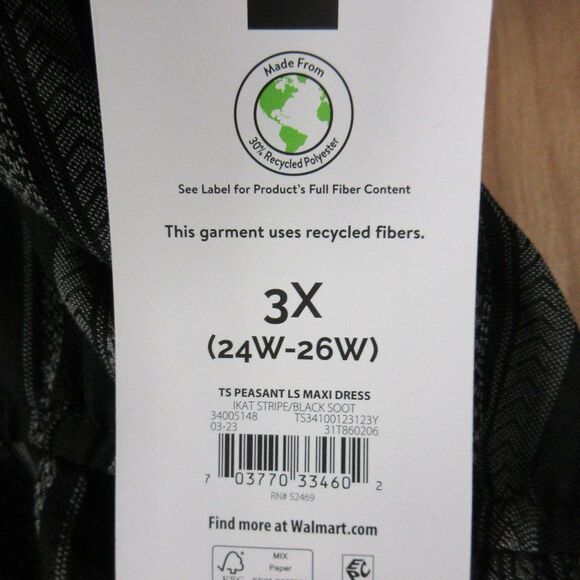 Made From
30% Recycled Polyester
See Label for Product's Full Fiber Content
This garment uses recycled fibers.
3X
(24W-26W)
TS PEASANT LS MAXI DRESS
IKAT STRIPE/BLACK SOOT
34005148 TS34100123123Y
03-23 31T860206
7 03770 33460 2
RN# 52469
Find more at Walmart.com
MIX
Paper
FSC